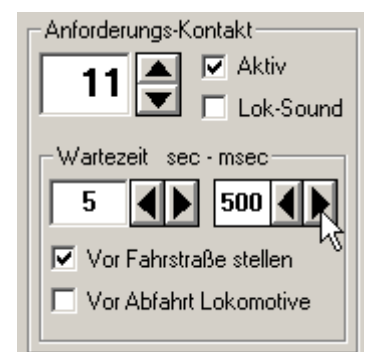 Anforderungs-Kontakt
11 Aktiv
Lok-Sound
Wartezeit sec - msec
5 500
Vor Fahrstraße stellen
Vor Abfahrt Lokomotive